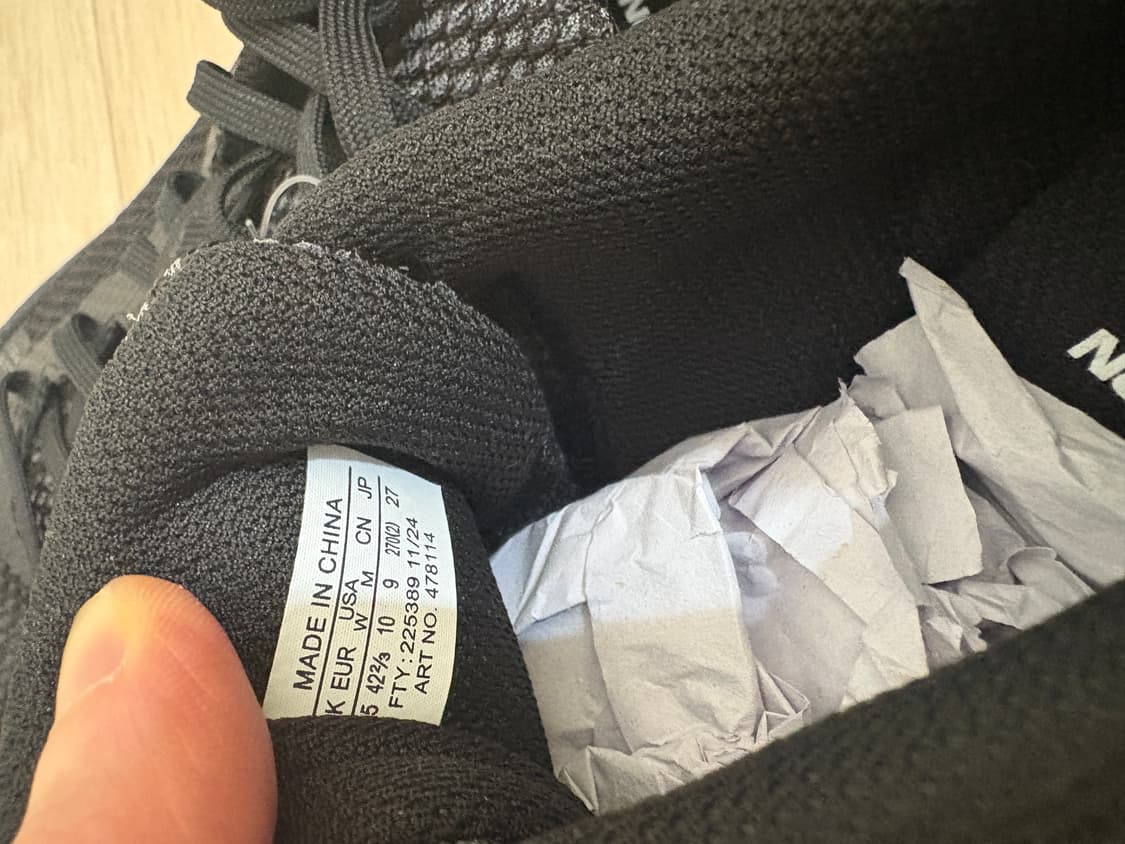 MADE IN CHINA
K EUR USA CN JP
W M
5 42⅔ 10 9 270(2) 27
FTY: 225389 11/24
ART NO. 478114